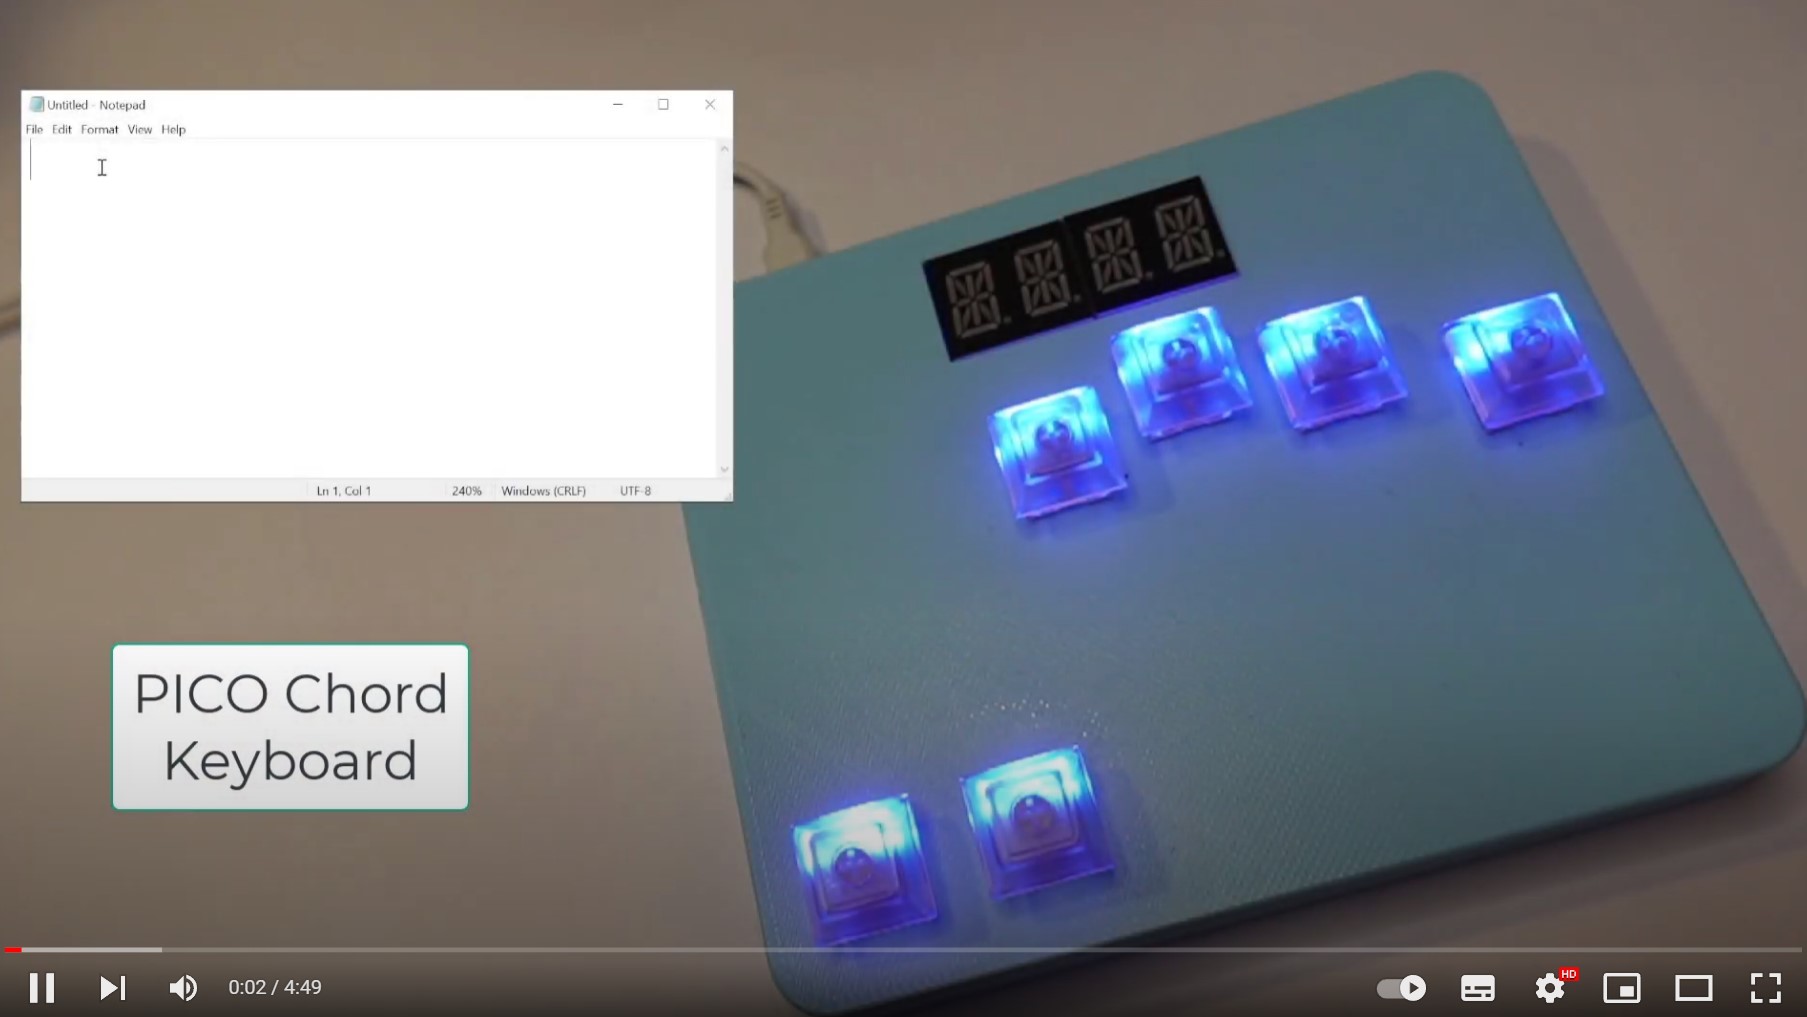 Untitled - Notepad
File Edit Format View Help
Ln 1, Col 1 240% Windows (CRLF) UTF-8
PICO Chord
Keyboard
0:02 / 4:49
HD